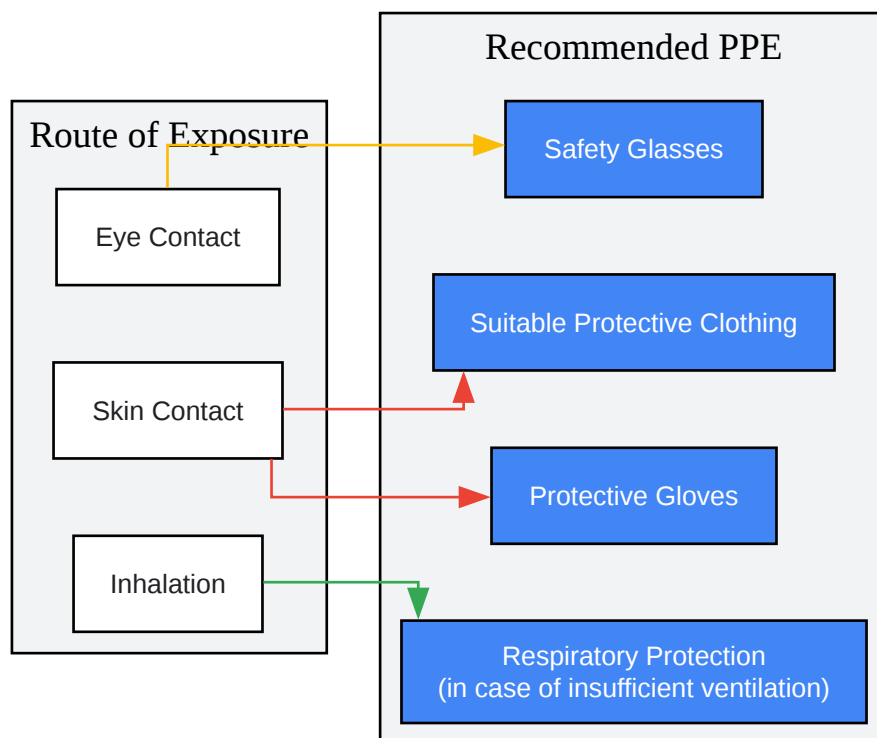 Recommended PPE
Route of Exposure
Safety Glasses
Eye Contact
Suitable Protective Clothing
Skin Contact
Protective Gloves
Inhalation
Respiratory Protection
(in case of insufficient ventilation)